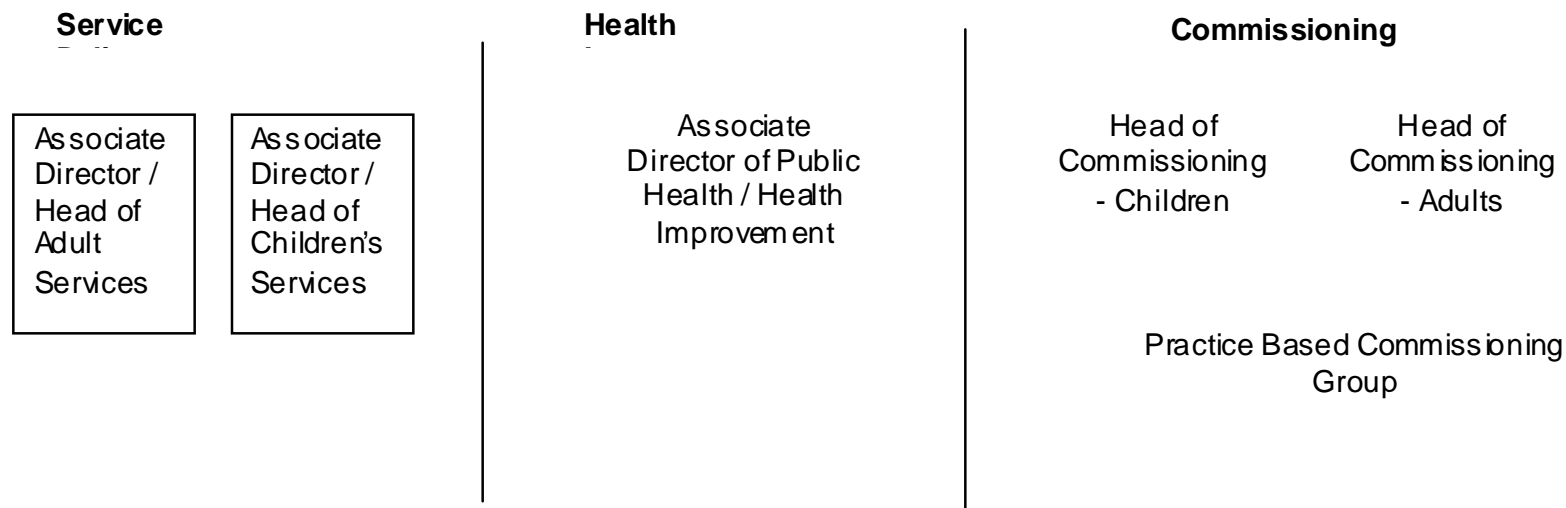 Service
Health
Commissioning
Associate
Director /
Head of
Adult
Services
Associate
Director /
Head of
Children's
Services
Associate
Director of Public
Health / Health
Improvement
Head of
Commissioning
- Children
Head of
Commissioning
- Adults
Practice Based Commissioning
Group